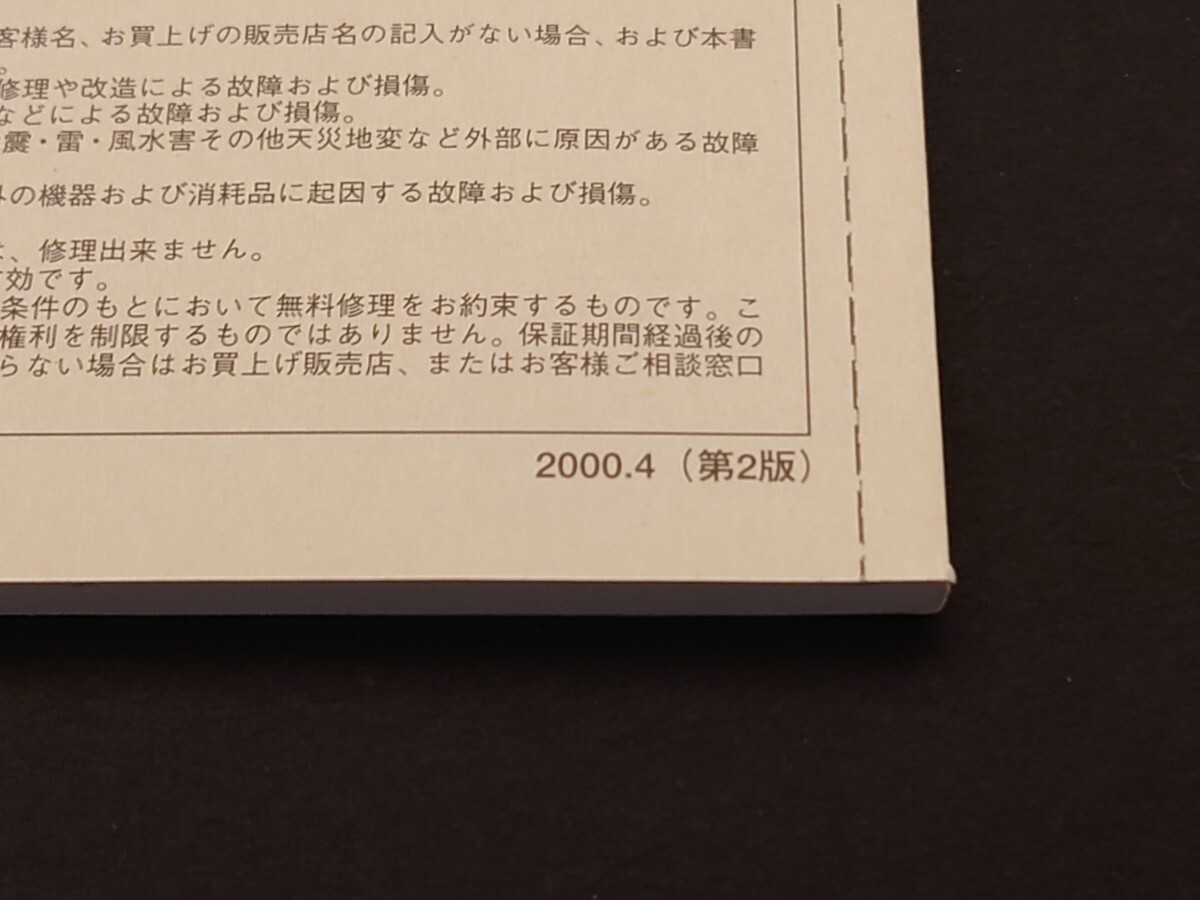 客様名、お買上げの販売店名の記入がない場合、および本書
。
修理や改造による故障および損傷。
などによる故障および損傷。
震・雷・風水害その他天災地変など外部に原因がある故障
の機器および消耗品に起因する故障および損傷。
、修理出来ません。
効です。
条件のもとにおいて無料修理をお約束するものです。こ
権利を制限するものではありません。保証期間経過後の
らない場合はお買上げ販売店、またはお客様ご相談窓口
2000.4（第2版）